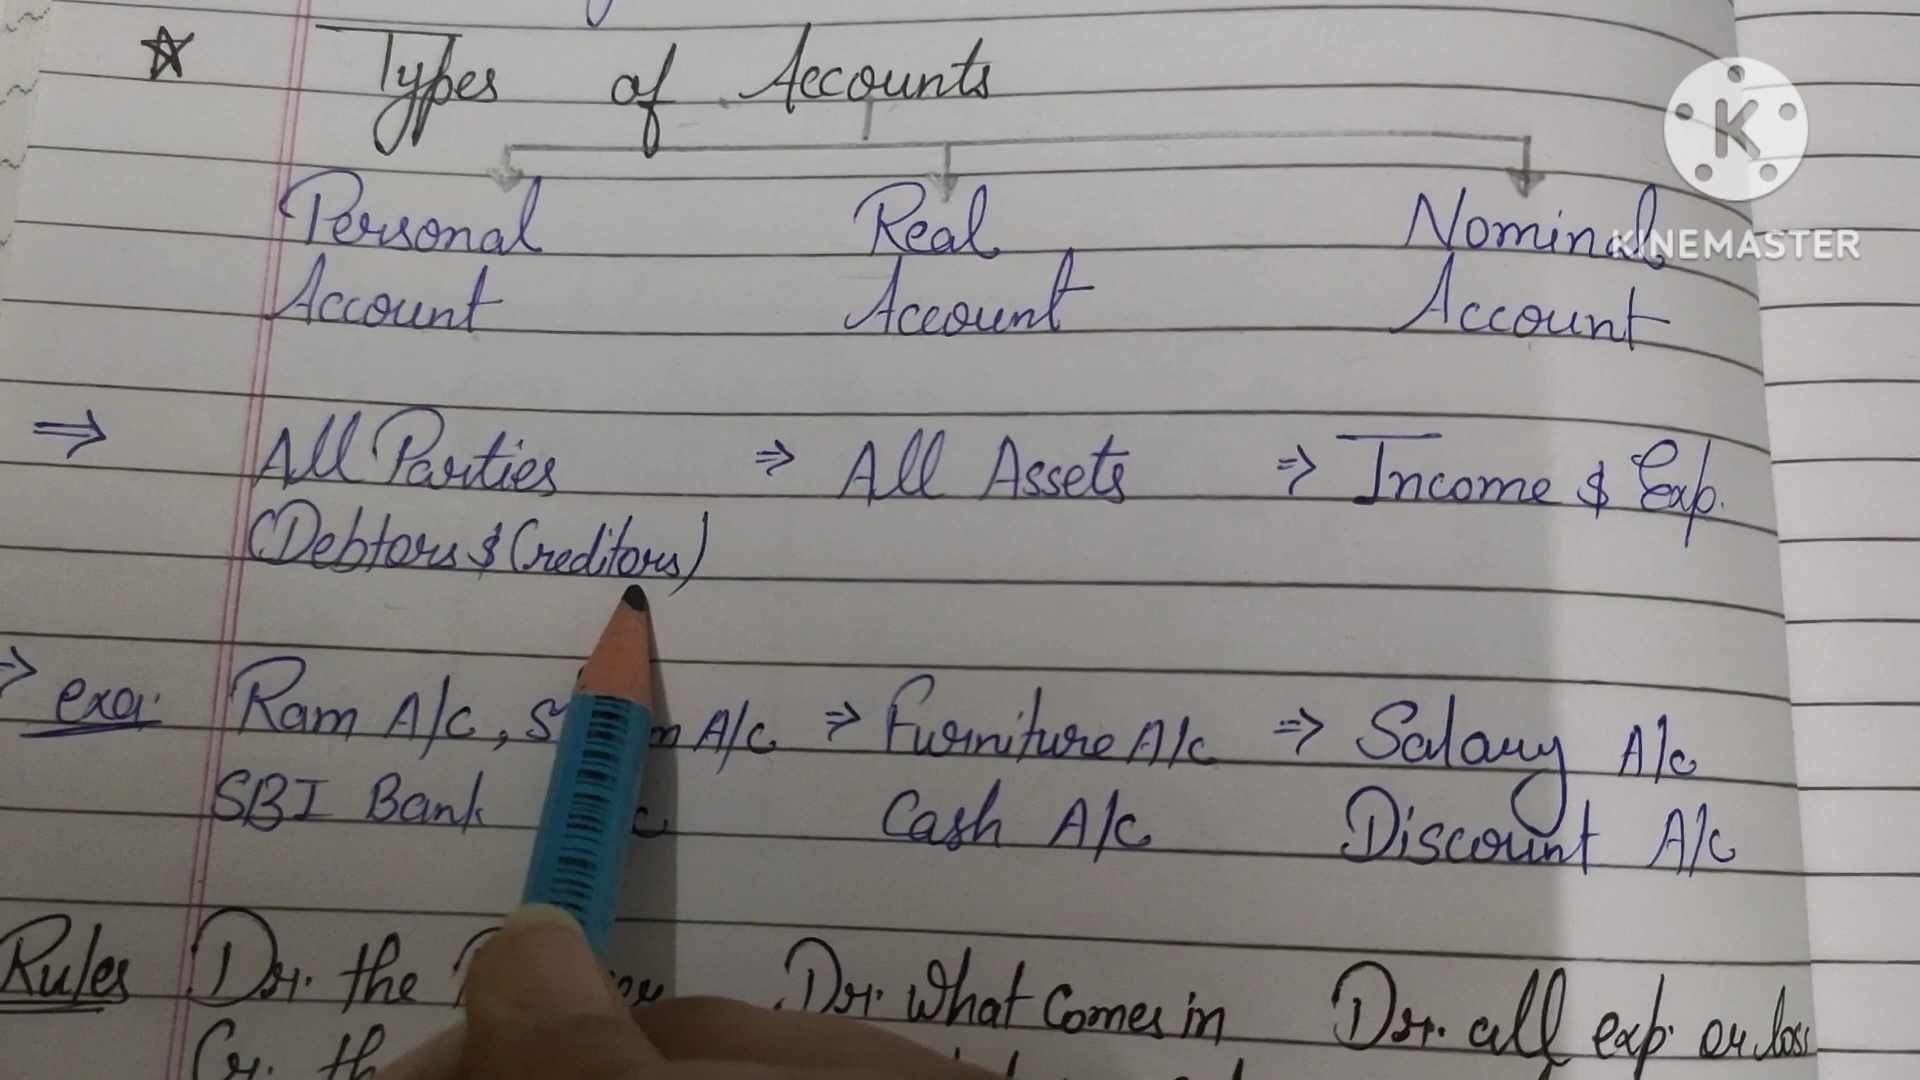 Types of Accounts
K
KINEMASTER
Personal Account
Real Account
Nominal Account
⇒ All Parties (Debtors & Creditors)
⇒ All Assets
⇒ Income & Exp.
⇒ exa: Ram A/c, A/c
SBI Bank
⇒ Furniture A/c
Cash A/c
⇒ Salary A/c
Discount A/c
Rules Dr. the
Cr.
Dr. what comes in
Dr. all exp. or loss